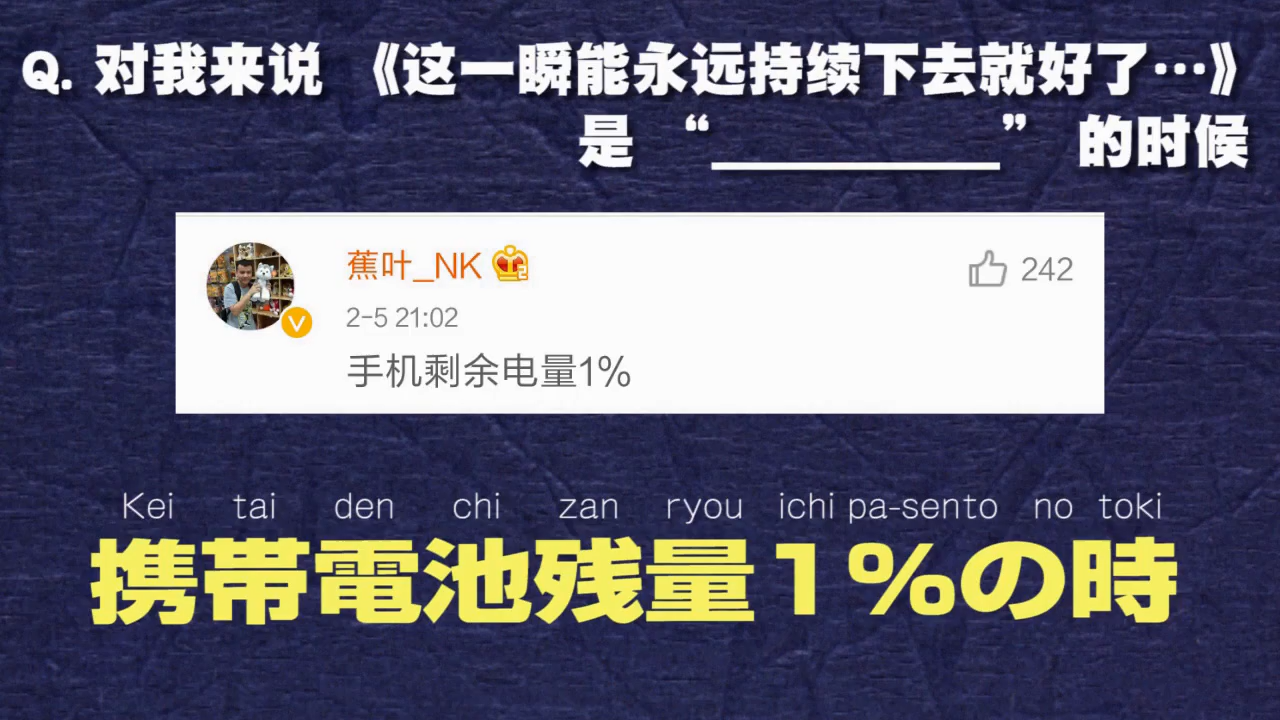 Q. 对我来说 《这一瞬能永远持续下去就好了…》
是 “__________” 的时候
蕉叶_NK
242
2-5 21:02
手机剩余电量1%
Kei tai den chi zan ryou ichi pa-sento no toki
携帯電池残量1%の時